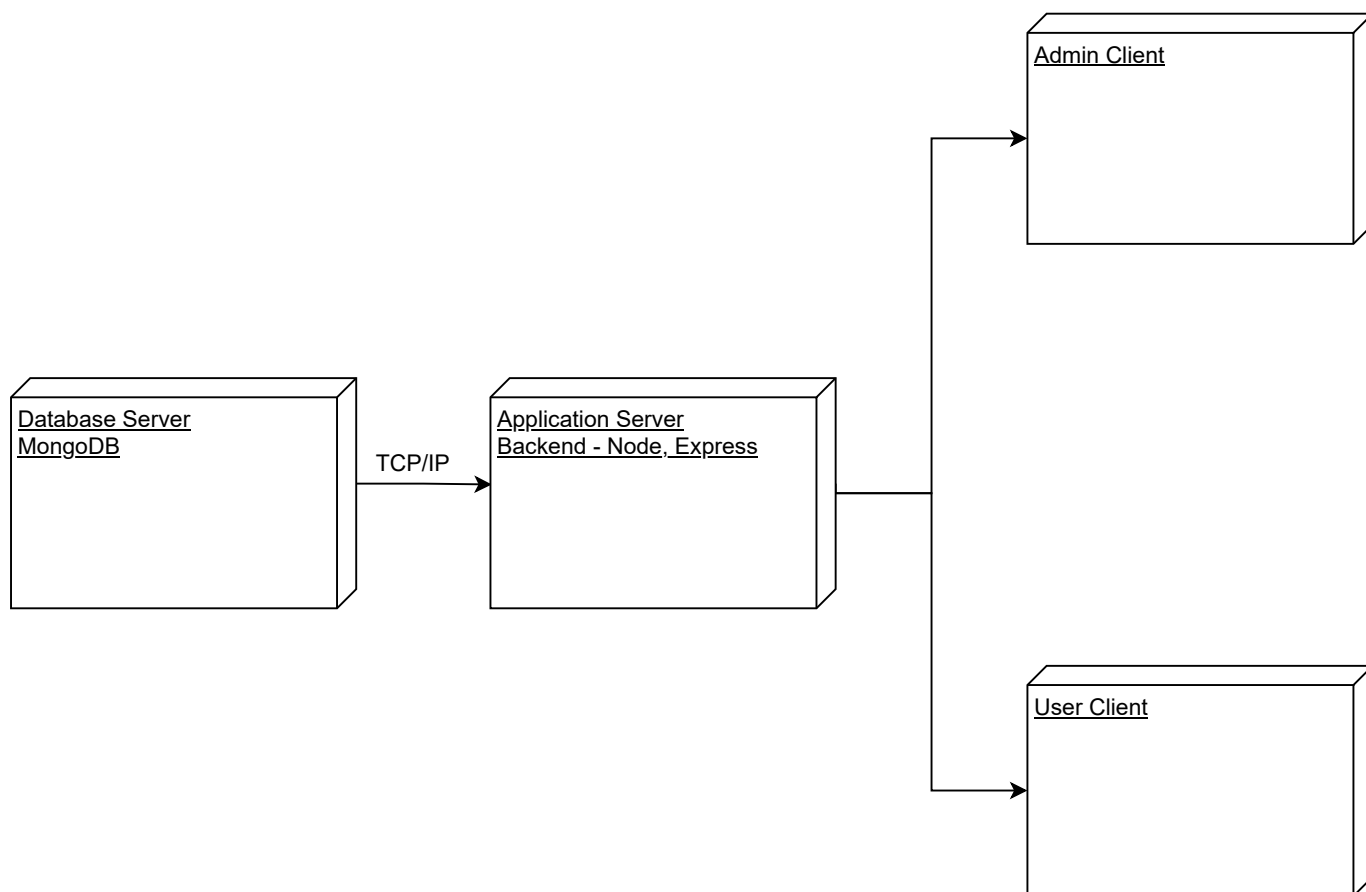 Admin Client
Database Server
MongoDB
TCP/IP
Application Server
Backend - Node, Express
User Client